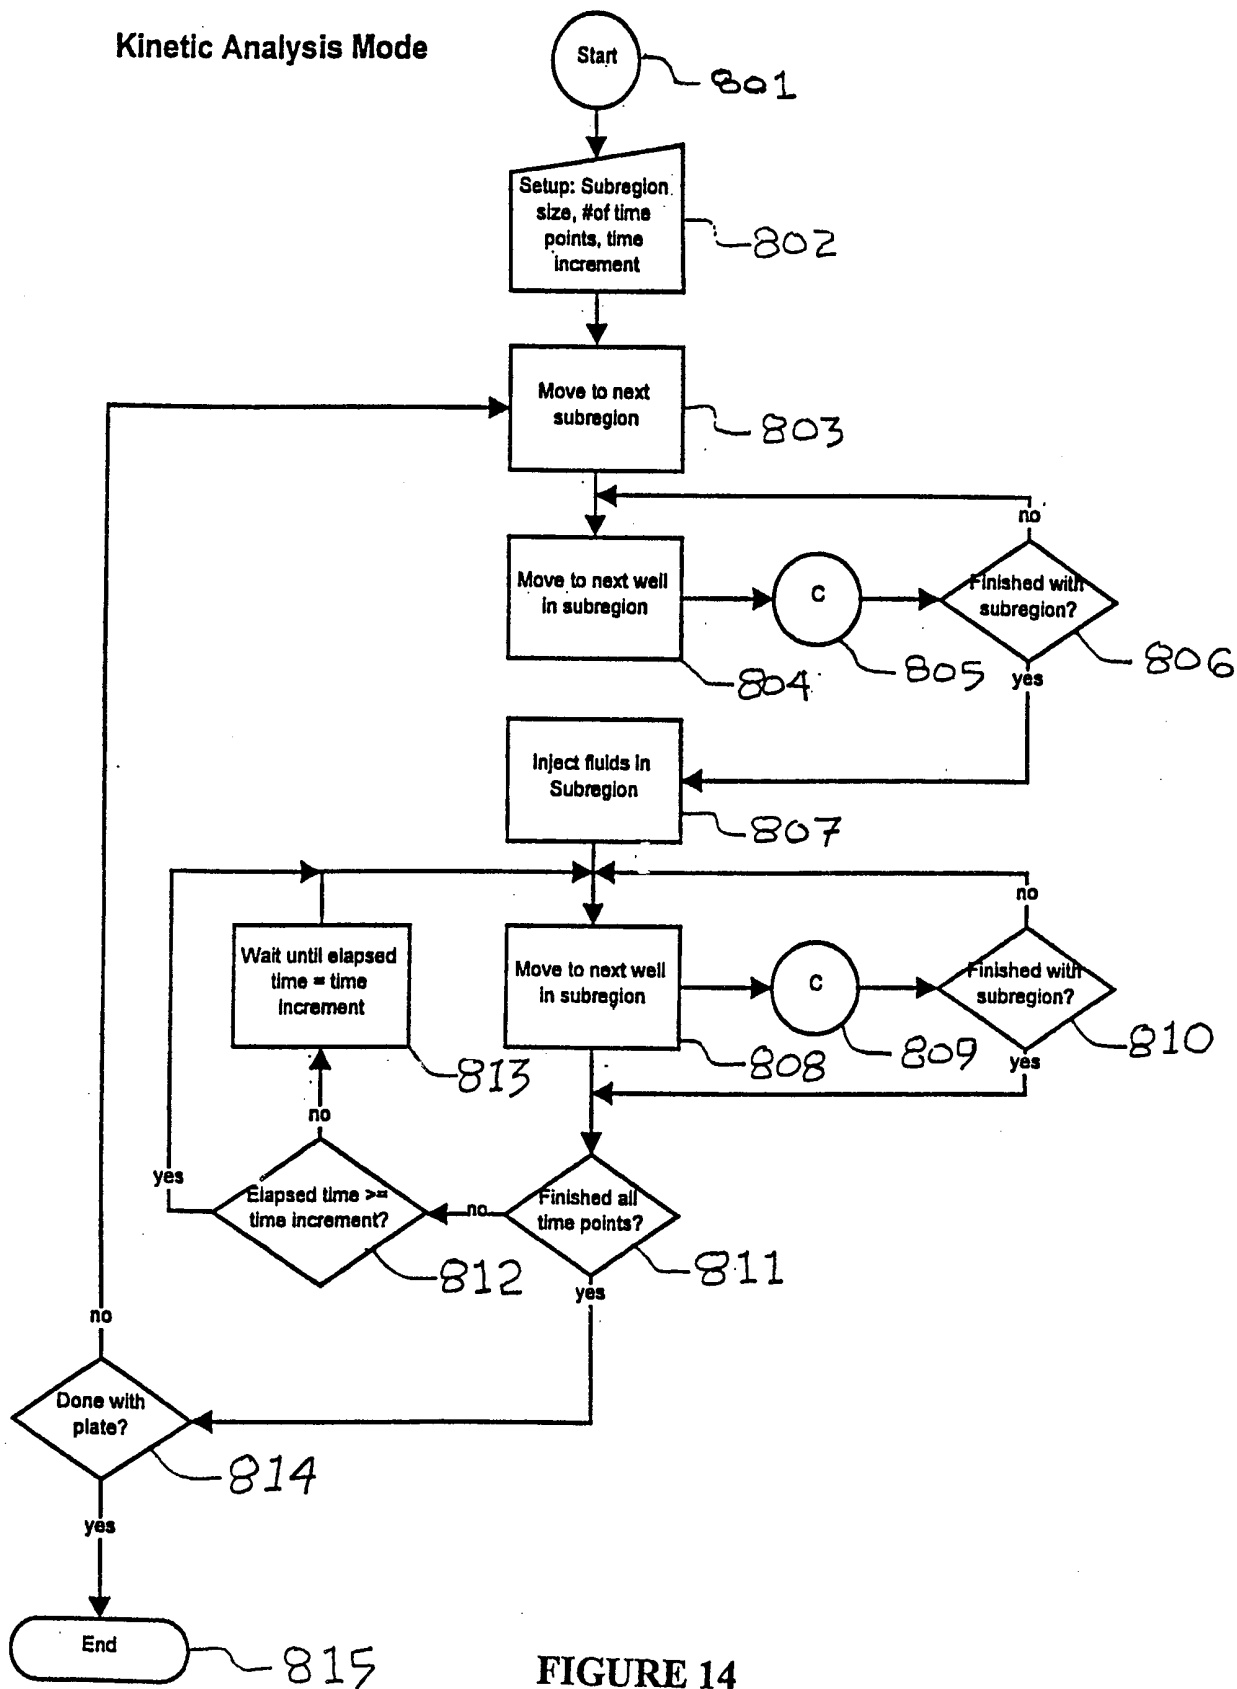 Kinetic Analysis Mode
Start
801
Setup: Subregion
size, #of time
points, time
increment
802
Move to next
subregion
803
no
Move to next well
in subregion
804
C
805
Finished with
subregion?
806
yes
Inject fluids in
Subregion
807
no
Wait until elapsed
time = time
increment
813
Move to next well
in subregion
808
C
809
Finished with
subregion?
810
yes
no
yes
Elapsed time >=
time increment?
812
no
Finished all
time points?
811
yes
no
Done with
plate?
814
yes
End
815
FIGURE 14